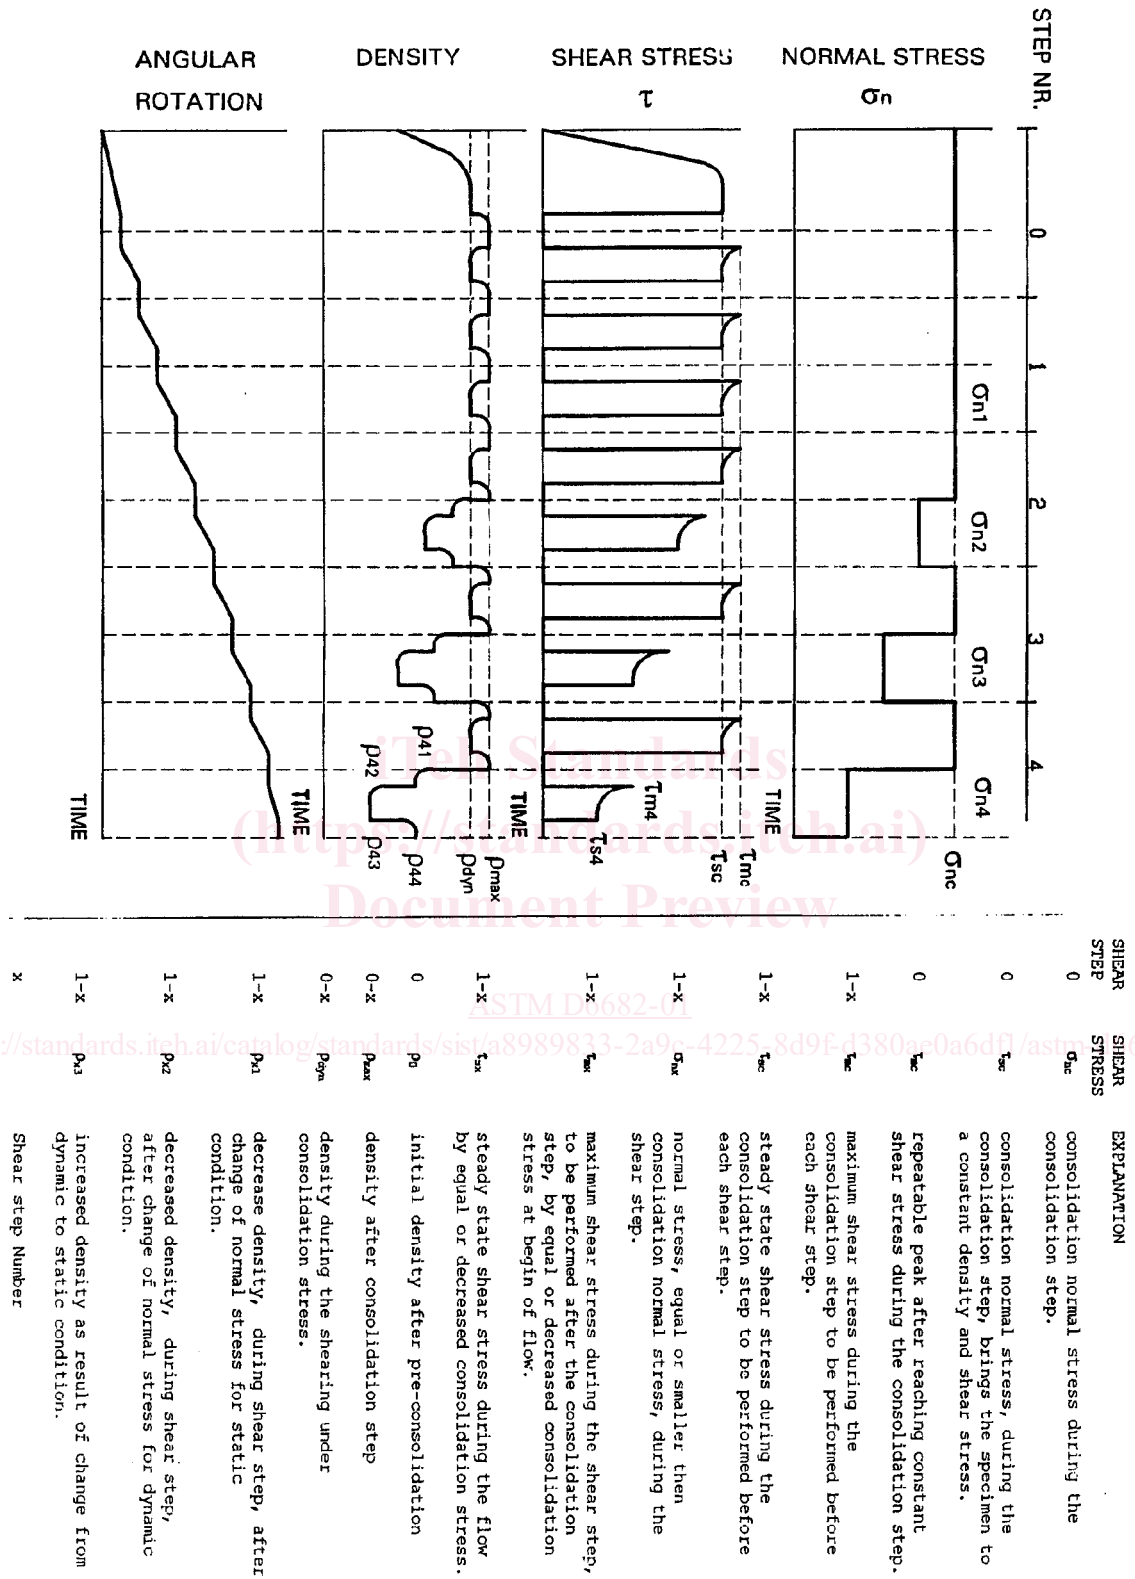 STEP NR.
NORMAL STRESS
σn
SHEAR STRESS
τ
DENSITY
ANGULAR
ROTATION
0
1
2
3
4
σn1
σn2
σn3
σn4
σnc
TIME
τm4
τs4
τsc
τmc
TIME
ρ41
ρ42
ρ43
ρ44
ρdyn
ρmax
TIME
TIME
iTeh Standards
(https://standards.iteh.ai)
Document Preview
ASTM D6682-01
://standards.iteh.ai/catalog/standards/sist/a8989833-2a9c-4225-8d9f-d380ae0a6df1/astm-
SHEAR STEP
SHEAR STRESS
EXPLANATION
0 σnc consolidation normal stress during the
consolidation step.
0 τsc consolidation normal stress, during the
consolidation step, brings the specimen to
a constant density and shear stress.
0 τmc repeatable peak after reaching constant
shear stress during the consolidation step.
1-x τmc maximum shear stress during the
consolidation step to be performed before
each shear step.
1-x τsc steady state shear stress during the
consolidation step to be performed before
each shear step.
1-x σnx normal stress, equal or smaller then
consolidation normal stress, during the
shear step.
1-x τmx maximum shear stress during the shear step,
to be performed after the consolidation
step, by equal or decreased consolidation
stress at begin of flow.
1-x τsx steady state shear stress during the flow
by equal or decreased consolidation stress.
0 ρ0 initial density after pre-consolidation
0-x ρmax density after consolidation step
0-x ρdyn density during the shearing under
consolidation stress.
1-x ρx1 decrease density, during shear step, after
change of normal stress for static
condition.
1-x ρx2 decreased density, during shear step,
after change of normal stress for dynamic
condition.
1-x ρx3 increased density as result of change from
dynamic to static condition.
x Shear step Number